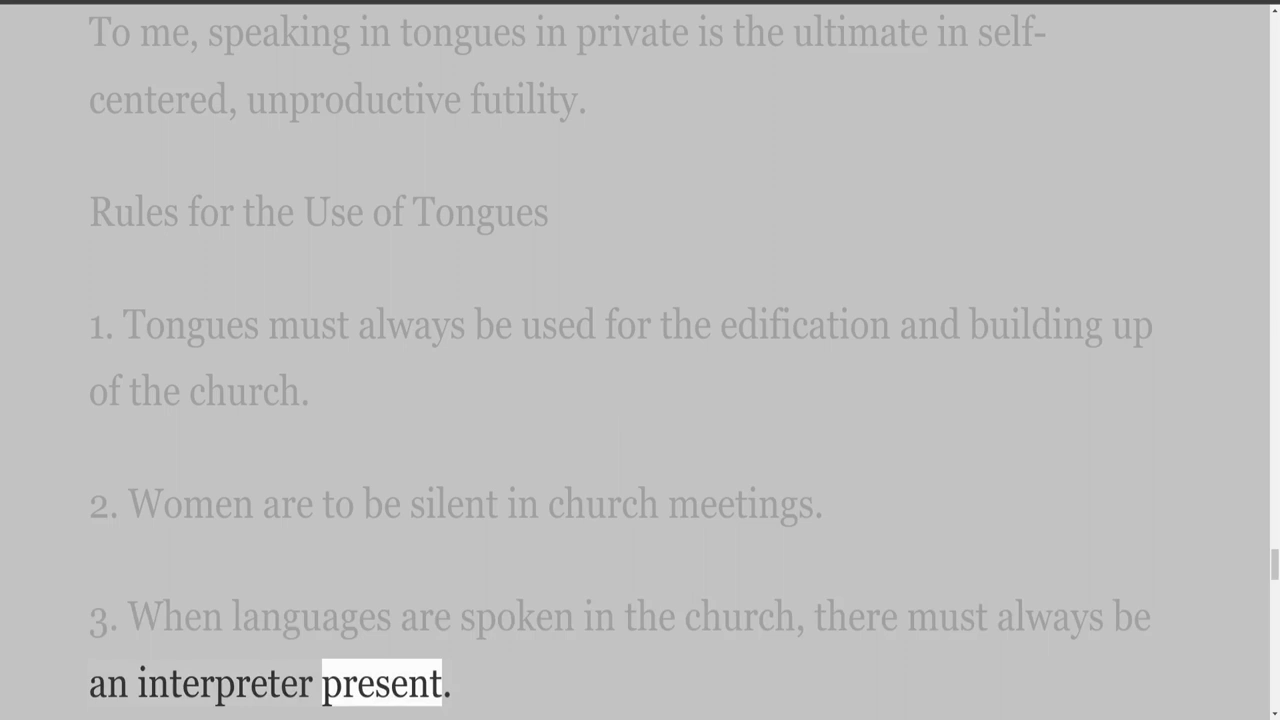 To me, speaking in tongues in private is the ultimate in self-
centered, unproductive futility.
Rules for the Use of Tongues
1. Tongues must always be used for the edification and building up
of the church.
2. Women are to be silent in church meetings.
3. When languages are spoken in the church, there must always be
an interpreter present.